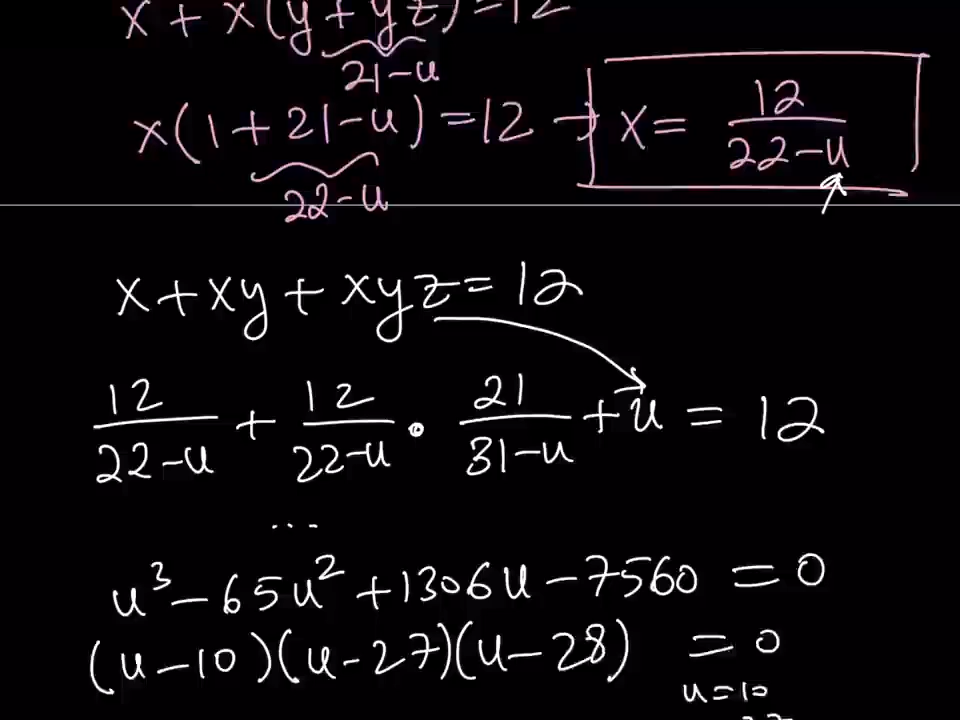 x + x(y + yz) = 12
21-u
x(1+21-u) = 12 → x = 12/(22-u)
22-u
x + xy + xyz = 12
12/(22-u) + 12/(22-u) · 21/(31-u) + u = 12
...
u³ - 65u² + 1306u - 7560 = 0
(u-10)(u-27)(u-28) = 0
u=10